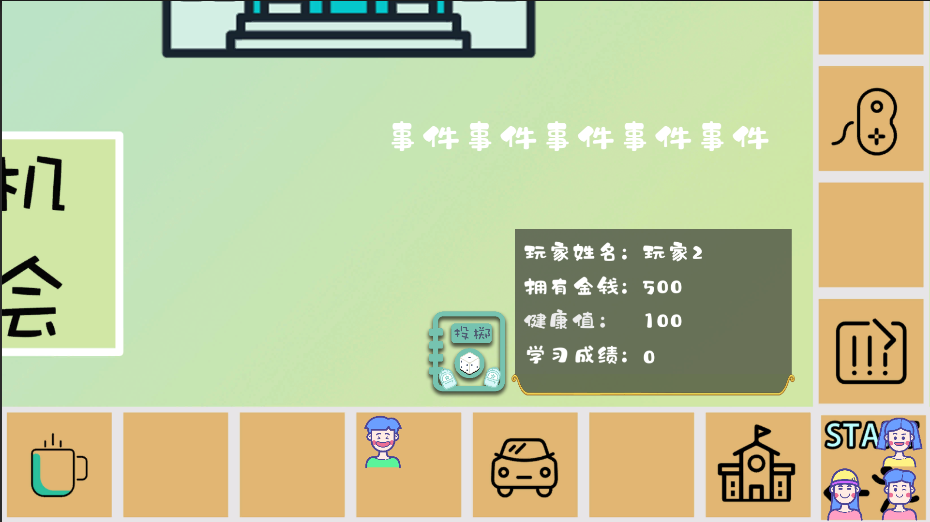 事件事件事件事件事件
机
会
玩家姓名：玩家2
拥有金钱：500
健康值： 100
学习成绩：0
投掷
STA